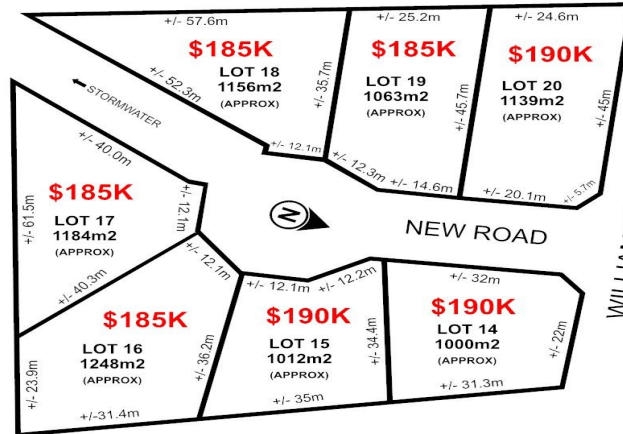 +/- 57.6m
+/- 25.2m
+/- 24.6m
$185K
LOT 18
1156m2
(APPROX)
+/- 52.3m
+/- 35.7m
+/- 12.1m
$185K
LOT 19
1063m2
(APPROX)
+/- 45.7m
+/- 12.3m
+/- 14.6m
$190K
LOT 20
1139m2
(APPROX)
+/- 45m
+/- 20.1m
+/- 5.7m
STORMWATER
+/- 40.0m
$185K
LOT 17
1184m2
(APPROX)
+/- 61.5m
+/- 12.1m
+/- 40.3m
N
NEW ROAD
+/- 12.1m
$185K
LOT 16
1248m2
(APPROX)
+/- 23.9m
+/- 36.2m
+/-31.4m
+/- 12.1m
+/- 12.2m
$190K
LOT 15
1012m2
(APPROX)
+/- 34.4m
+/- 35m
+/- 32m
$190K
LOT 14
1000m2
(APPROX)
+/- 22m
+/- 31.3m